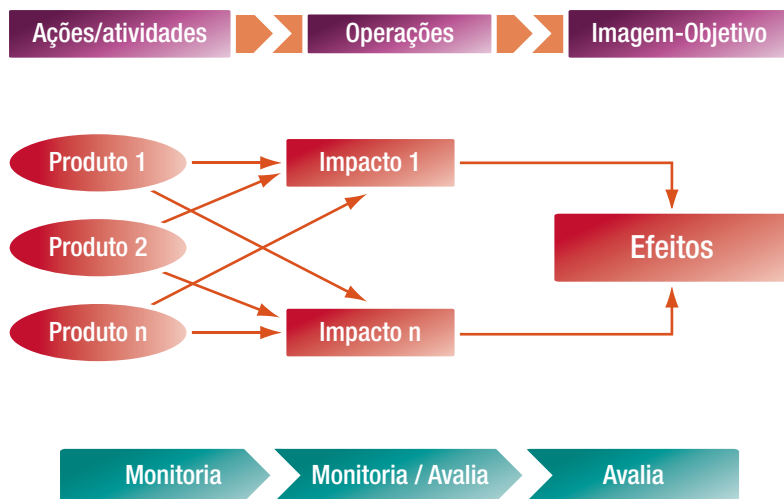 Ações/atividades
Operações
Imagem-Objetivo
Produto 1
Impacto 1
Produto 2
Efeitos
Produto n
Impacto n
Monitoria
Monitoria / Avalia
Avalia